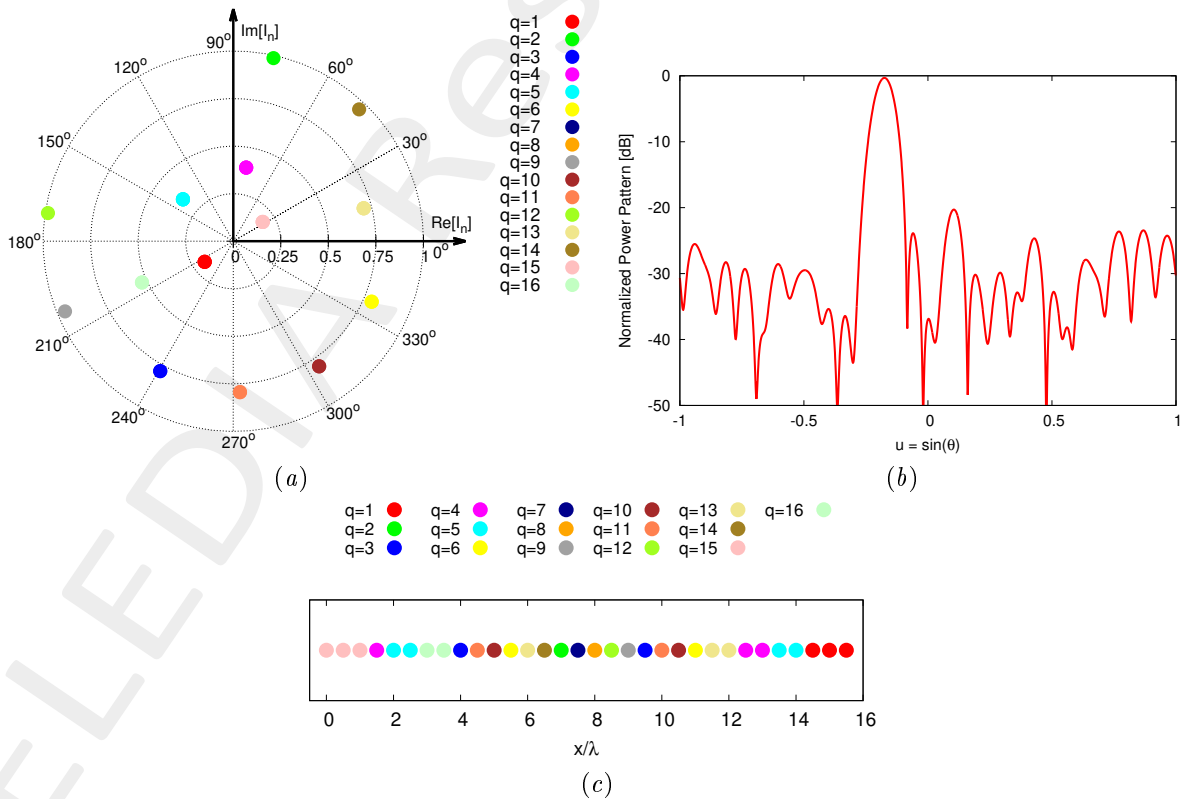 Im[Iₙ]
90°
120°
60°
150°
30°
180°
Re[Iₙ]
0
0.25
0.5
0.75
1
0°
210°
330°
240°
300°
270°
q=1
q=2
q=3
q=4
q=5
q=6
q=7
q=8
q=9
q=10
q=11
q=12
q=13
q=14
q=15
q=16
(a)
Normalized Power Pattern [dB]
0
-10
-20
-30
-40
-50
-1
-0.5
0
0.5
1
u = sin(θ)
(b)
q=1 q=4 q=7 q=10 q=13 q=16
q=2 q=5 q=8 q=11 q=14
q=3 q=6 q=9 q=12 q=15
0 2 4 6 8 10 12 14 16
x/λ
(c)
ELEDIA Res